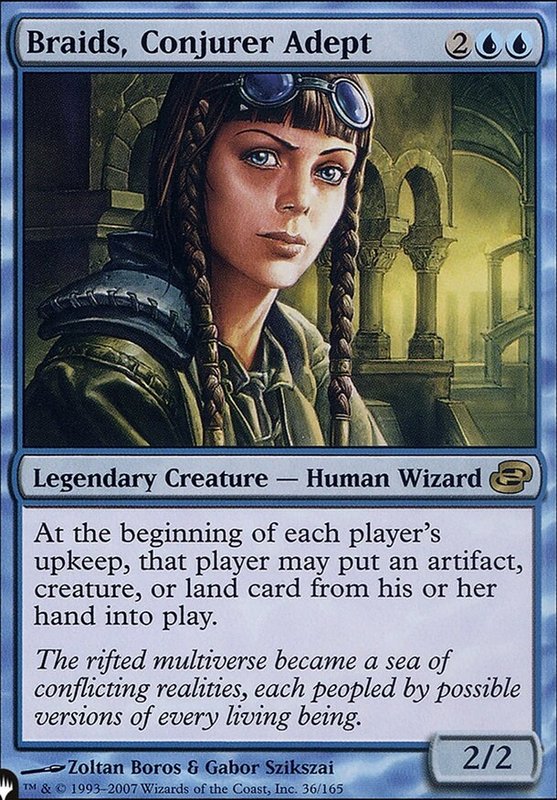 Braids, Conjurer Adept 2
Legendary Creature — Human Wizard
At the beginning of each player's
upkeep, that player may put an artifact,
creature, or land card from his or her
hand into play.
The rifted multiverse became a sea of
conflicting realities, each peopled by possible
versions of every living being.
Zoltan Boros & Gabor Szikszai
2/2
™ & © 1993–2007 Wizards of the Coast, Inc. 36/165